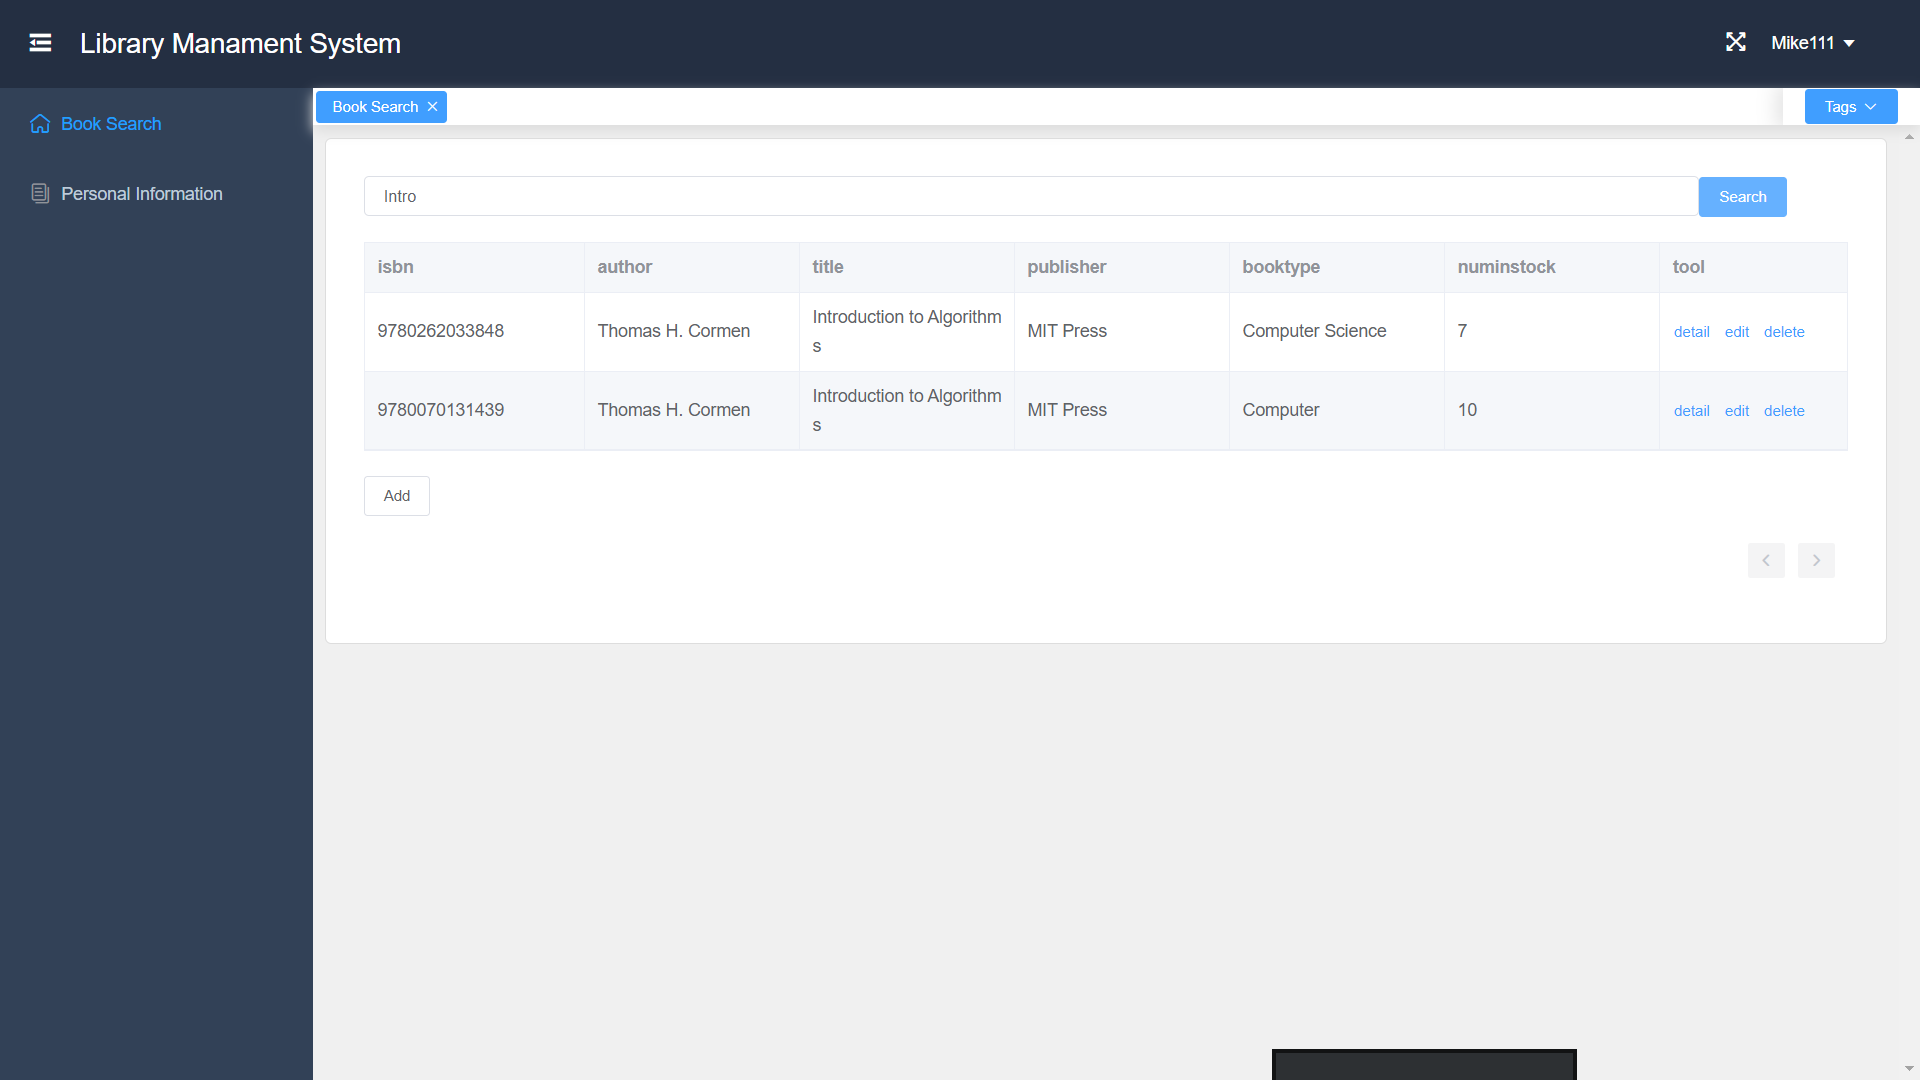 Library Manament System
Mike111
Book Search
Personal Information
Book Search
Tags
Intro
Search
isbn author title publisher booktype numinstock tool
9780262033848 Thomas H. Cormen Introduction to Algorithm MIT Press Computer Science 7 detail edit delete
s
9780070131439 Thomas H. Cormen Introduction to Algorithm MIT Press Computer 10 detail edit delete
s
Add